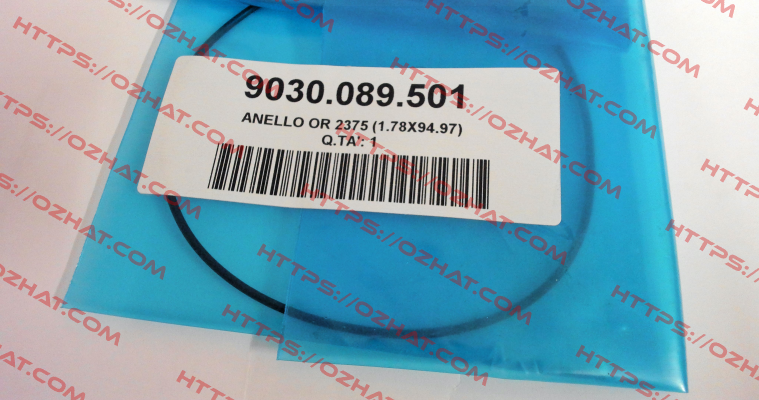 9030.089.501
ANELLO OR 2375 (1.78X94.97)
Q.TA': 1
HTTPS://OZHAT.COM